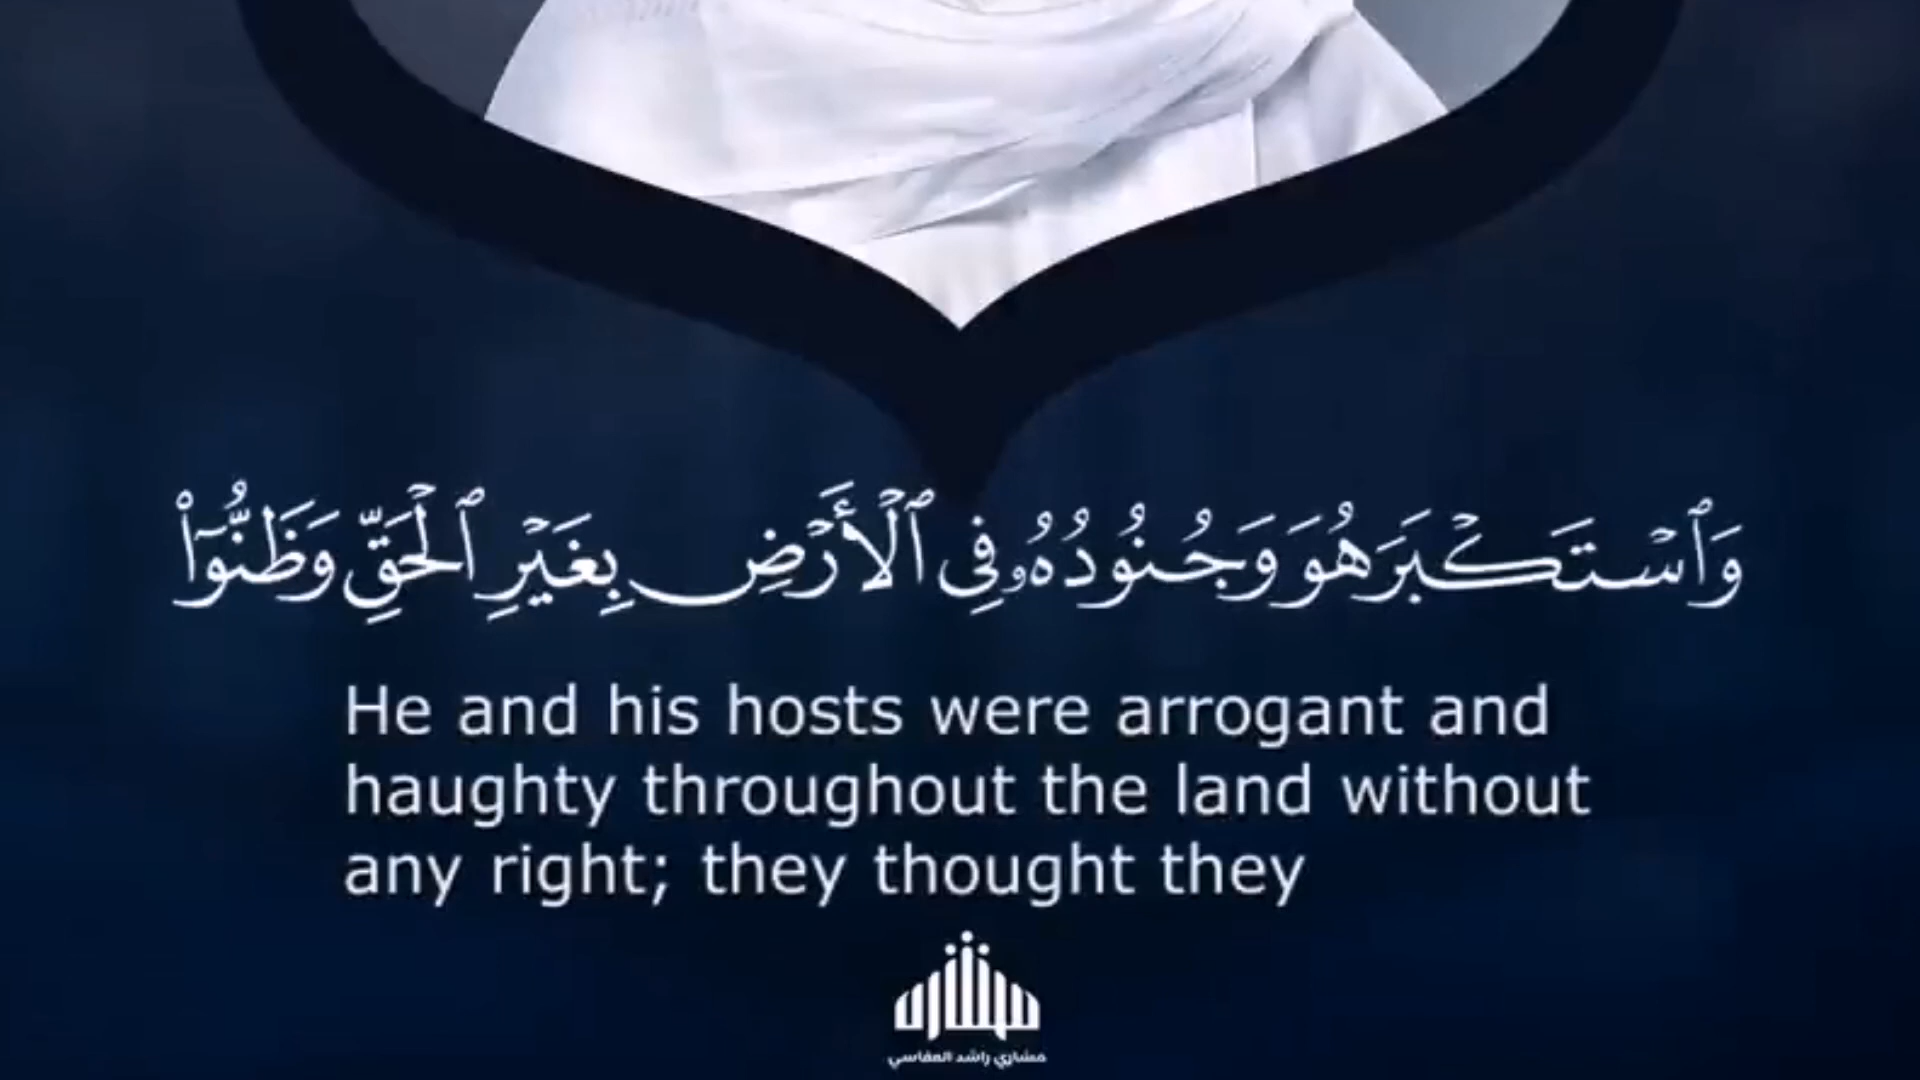 وَٱسْتَكْبَرَ هُوَ وَجُنُودُهُۥ فِى ٱلْأَرْضِ بِغَيْرِ ٱلْحَقِّ وَظَنُّوٓا۟
He and his hosts were arrogant and
haughty throughout the land without
any right; they thought they
مشاري
مشاري راشد العفاسي